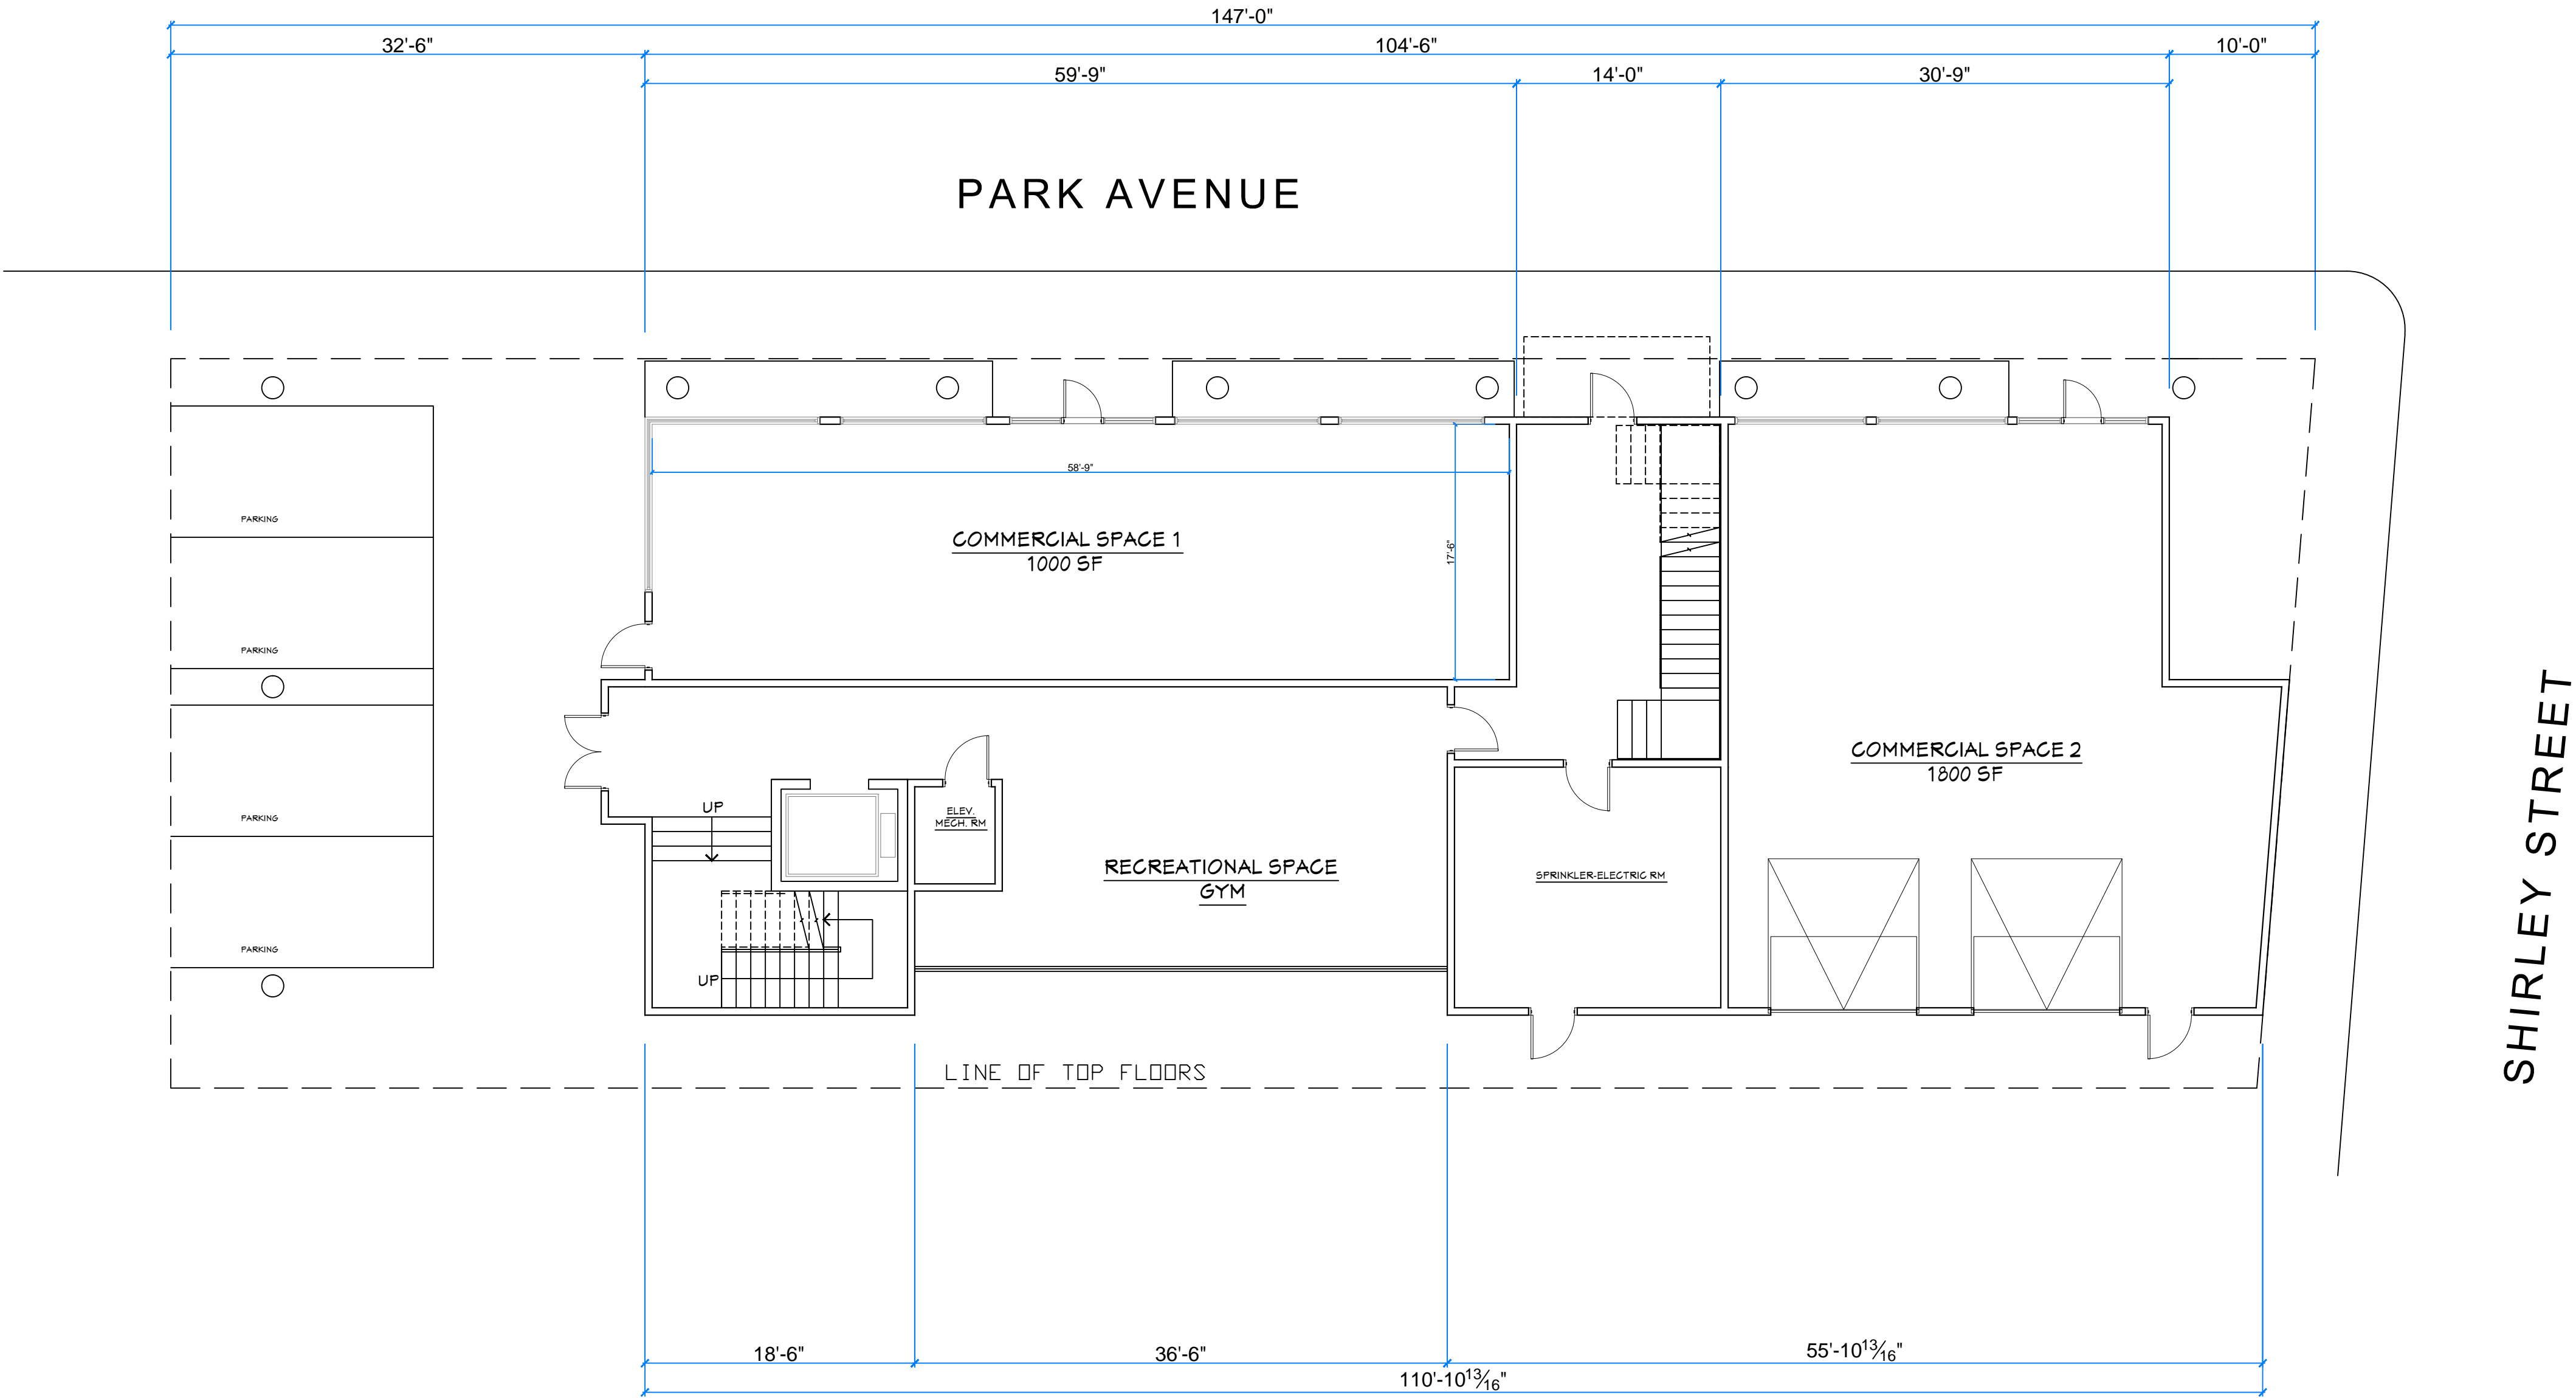 147'-0"
32'-6"
104'-6"
10'-0"
59'-9"
14'-0"
30'-9"
PARK AVENUE
58'-9"
PARKING
COMMERCIAL SPACE 1
1000 SF
17'-6"
PARKING
SHIRLEY STREET
COMMERCIAL SPACE 2
1800 SF
UP
ELEV.
MECH. RM
PARKING
RECREATIONAL SPACE
GYM
SPRINKLER-ELECTRIC RM
PARKING
UP
LINE OF TOP FLOORS
18'-6"
36'-6"
55'-10 13/16"
110'-10 13/16"